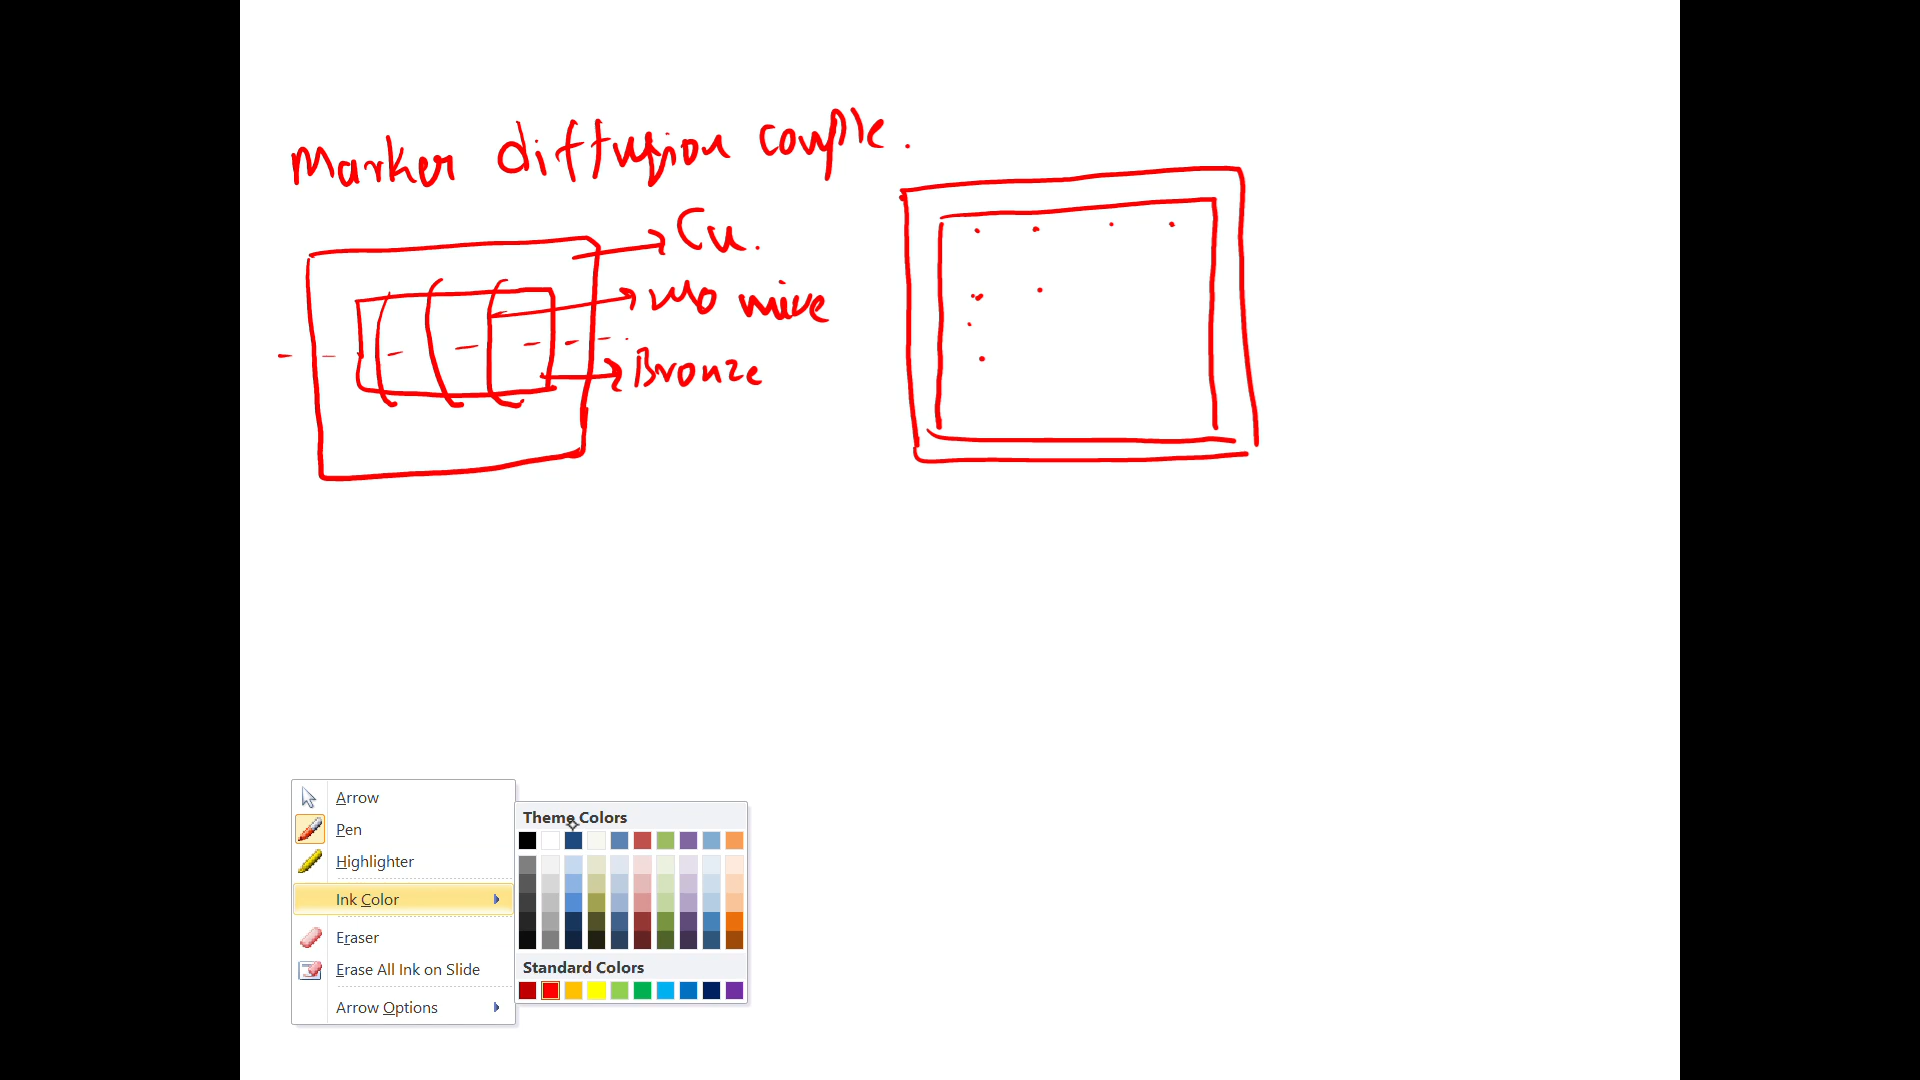 Marker diffusion couple.
Cu.
Mo wire
Bronze
Arrow
Pen
Highlighter
Ink Color
Eraser
Erase All Ink on Slide
Arrow Options
Theme Colors
Standard Colors